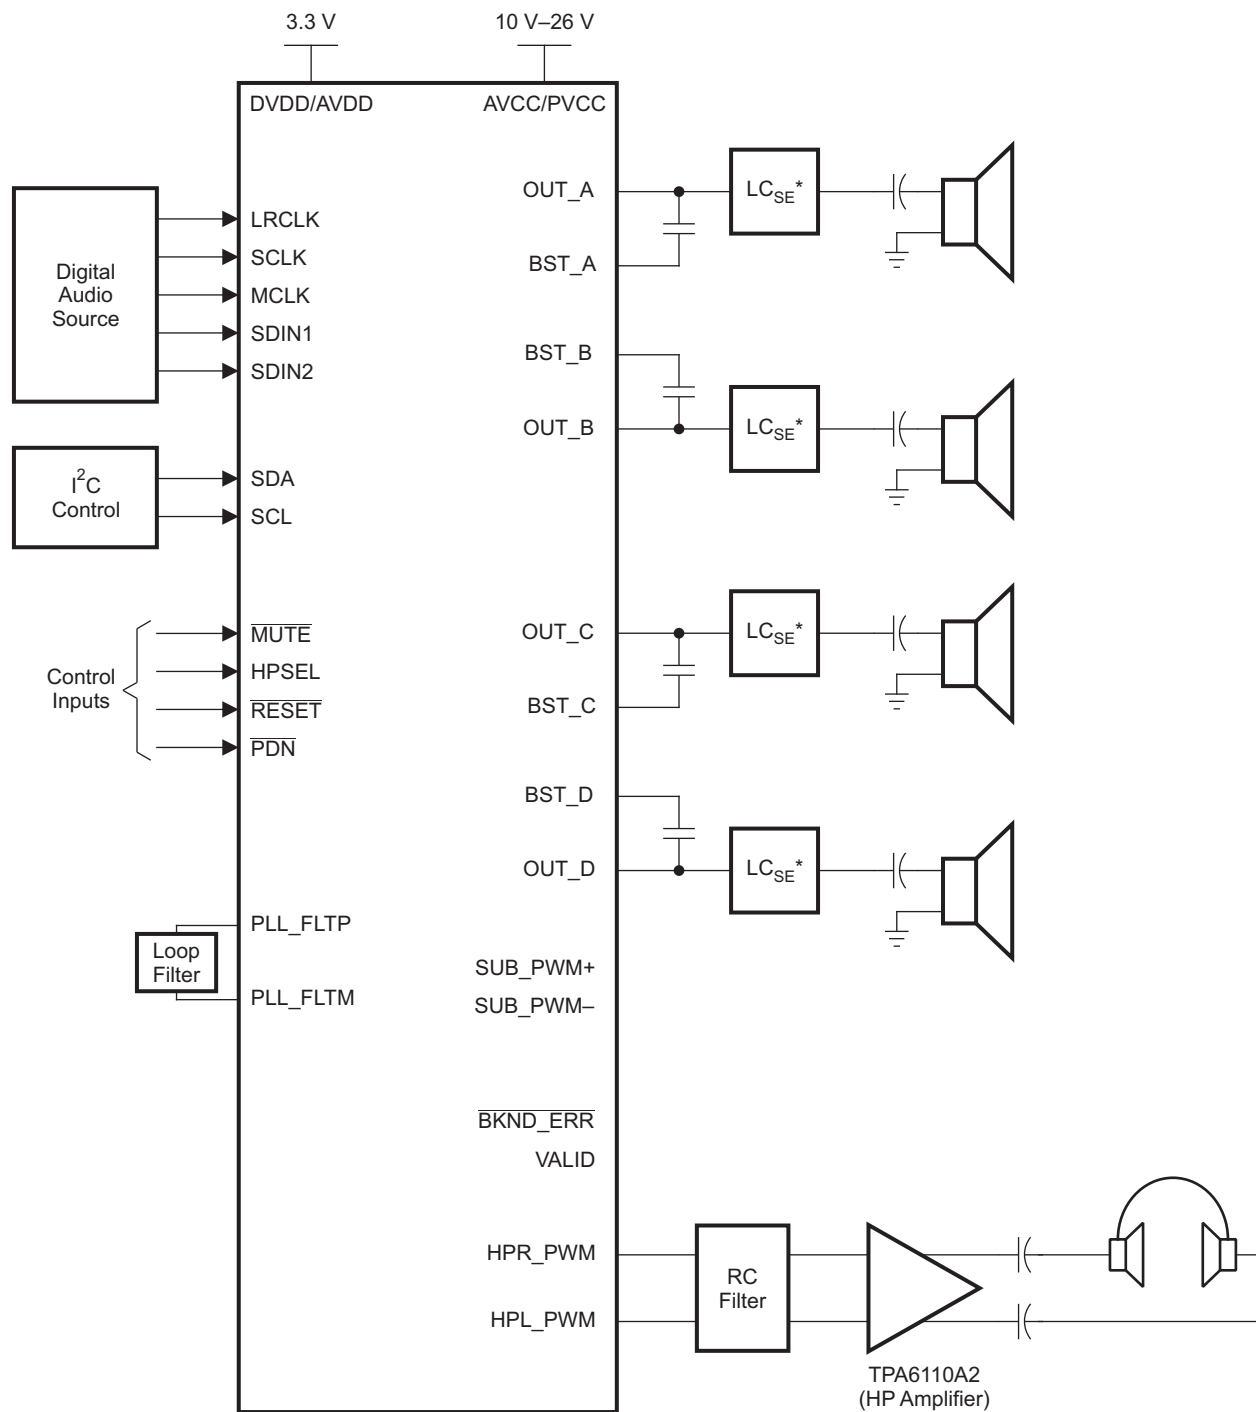 3.3 V
10 V–26 V
DVDD/AVDD
AVCC/PVCC
Digital
Audio
Source
LRCLK
SCLK
MCLK
SDIN1
SDIN2
I2C
Control
SDA
SCL
Control
Inputs
MUTE
HPSEL
RESET
PDN
PLL_FLTP
Loop
Filter
PLL_FLTM
OUT_A
LCSE*
BST_A
BST_B
OUT_B
LCSE*
OUT_C
LCSE*
BST_C
BST_D
OUT_D
LCSE*
SUB_PWM+
SUB_PWM–
BKND_ERR
VALID
HPR_PWM
HPL_PWM
RC
Filter
TPA6110A2
(HP Amplifier)